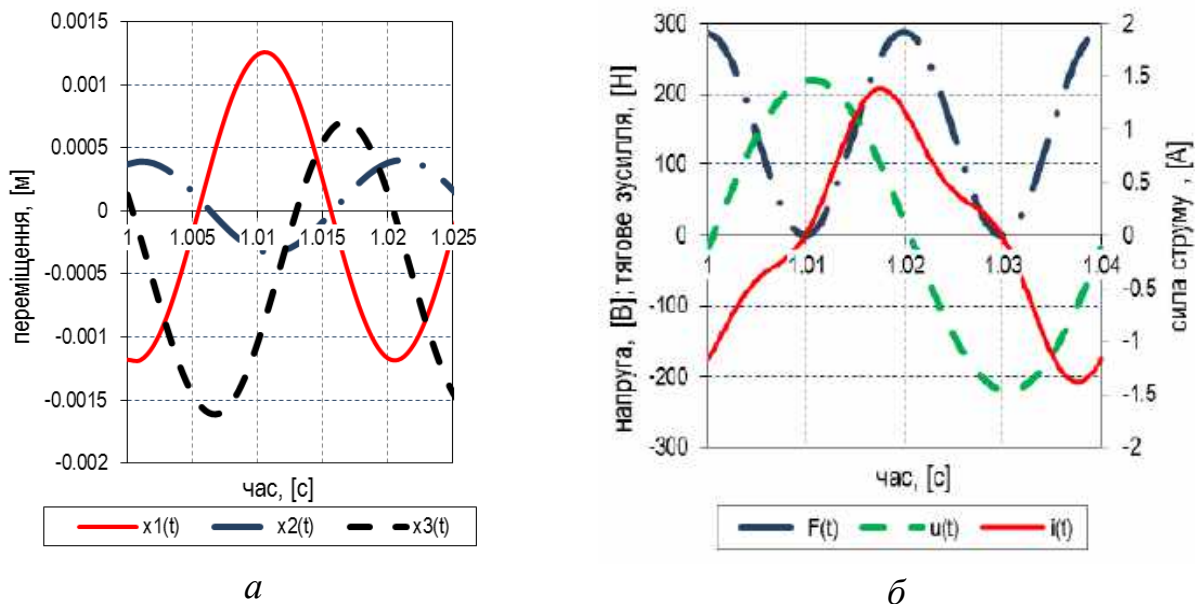 0.0015
0.001
0.0005
0
-0.0005
-0.001
-0.0015
-0.002
1.005
1.01
1.015
1.02
1.025
переміщення, [м]
час, [с]
x1(t)
x2(t)
x3(t)
а
300
200
100
0
-100
-200
-300
2
1.5
1
0.5
0
-0.5
-1
-1.5
-2
1
1.01
1.02
1.03
1.04
напруга, [В]; тягове зусилля, [Н]
сила струму , [А]
час, [с]
F(t)
u(t)
i(t)
б